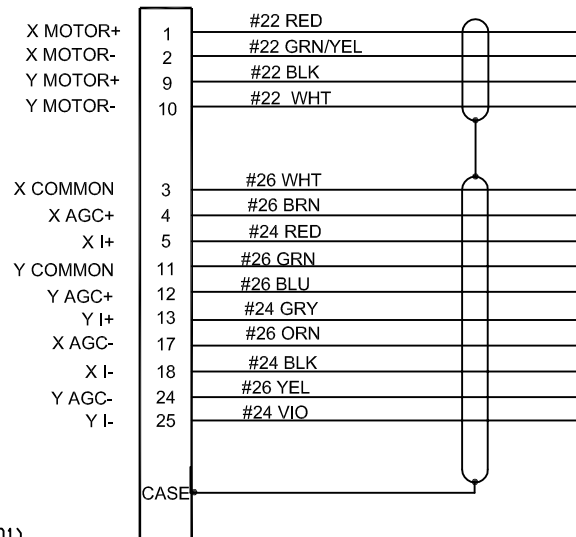 X MOTOR+ 1 #22 RED
X MOTOR- 2 #22 GRN/YEL
Y MOTOR+ 9 #22 BLK
Y MOTOR- 10 #22 WHT
X COMMON 3 #26 WHT
X AGC+ 4 #26 BRN
X I+ 5 #24 RED
Y COMMON 11 #26 GRN
Y AGC+ 12 #26 BLU
Y I+ 13 #24 GRY
X AGC- 17 #26 ORN
X I- 18 #24 BLK
Y AGC- 24 #26 YEL
Y I- 25 #24 VIO
CASE
01)